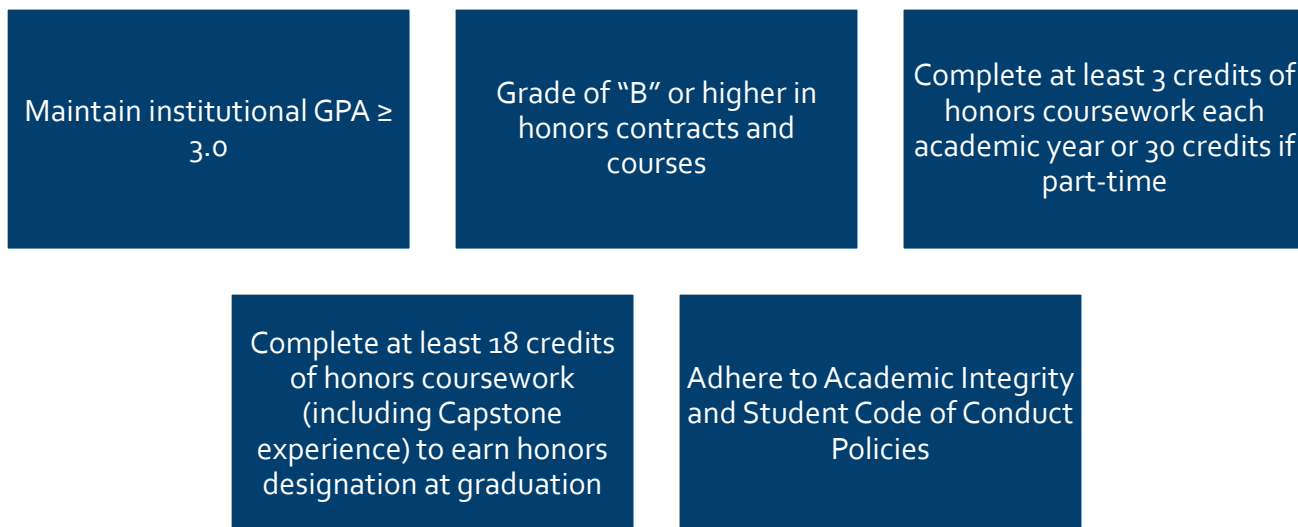 Maintain institutional GPA ≥
3.0
Grade of “B” or higher in
honors contracts and
courses
Complete at least 3 credits of
honors coursework each
academic year or 30 credits if
part-time
Complete at least 18 credits
of honors coursework
(including Capstone
experience) to earn honors
designation at graduation
Adhere to Academic Integrity
and Student Code of Conduct
Policies